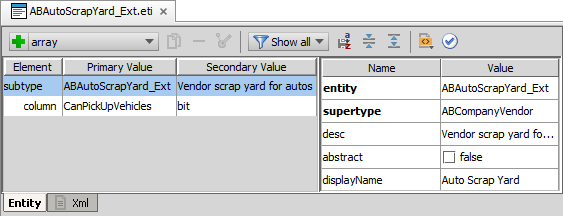 ABAutoScrapYard_Ext.eti
array Show all
Element Primary Value Secondary Value
subtype ABAutoScrapYard_Ext Vendor scrap yard for autos
column CanPickUpVehicles bit
Name Value
entity ABAutoScrapYard_Ext
supertype ABCompanyVendor
desc Vendor scrap yard fo...
abstract false
displayName Auto Scrap Yard
Entity Xml